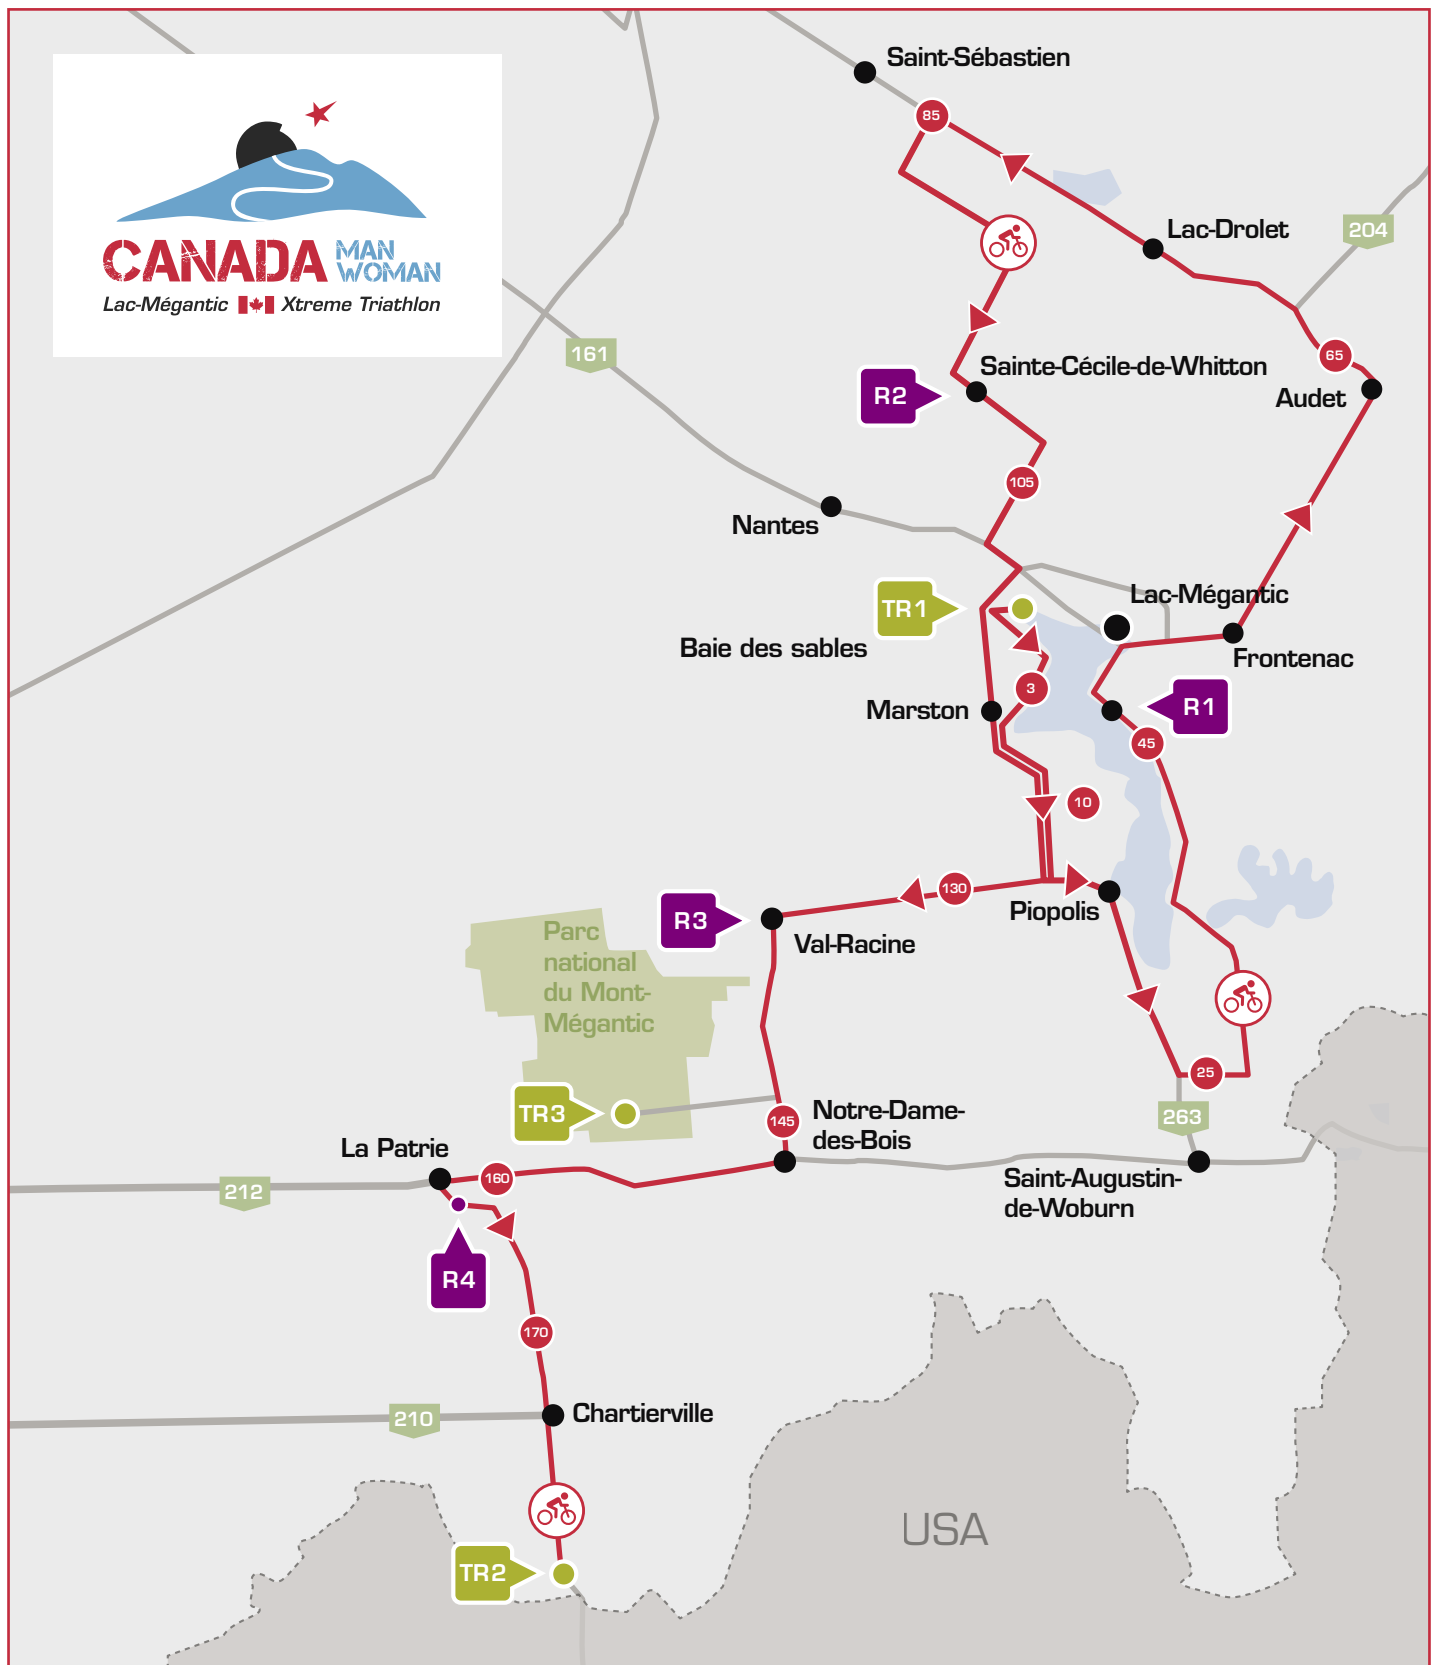 Saint-Sébastien
85
CANADA MAN WOMAN
Lac-Mégantic Xtreme Triathlon
Lac-Drolet
204
161
65
Sainte-Cécile-de-Whitton
R2
Audet
105
Nantes
Lac-Mégantic
TR1
Baie des sables
Frontenac
3
R1
Marston
45
10
130
R3
Piopolis
Val-Racine
Parc
national
du Mont-
Mégantic
25
TR3
145
Notre-Dame-
des-Bois
263
La Patrie
160
212
Saint-Augustin-
de-Woburn
R4
170
210
Chartierville
USA
TR2